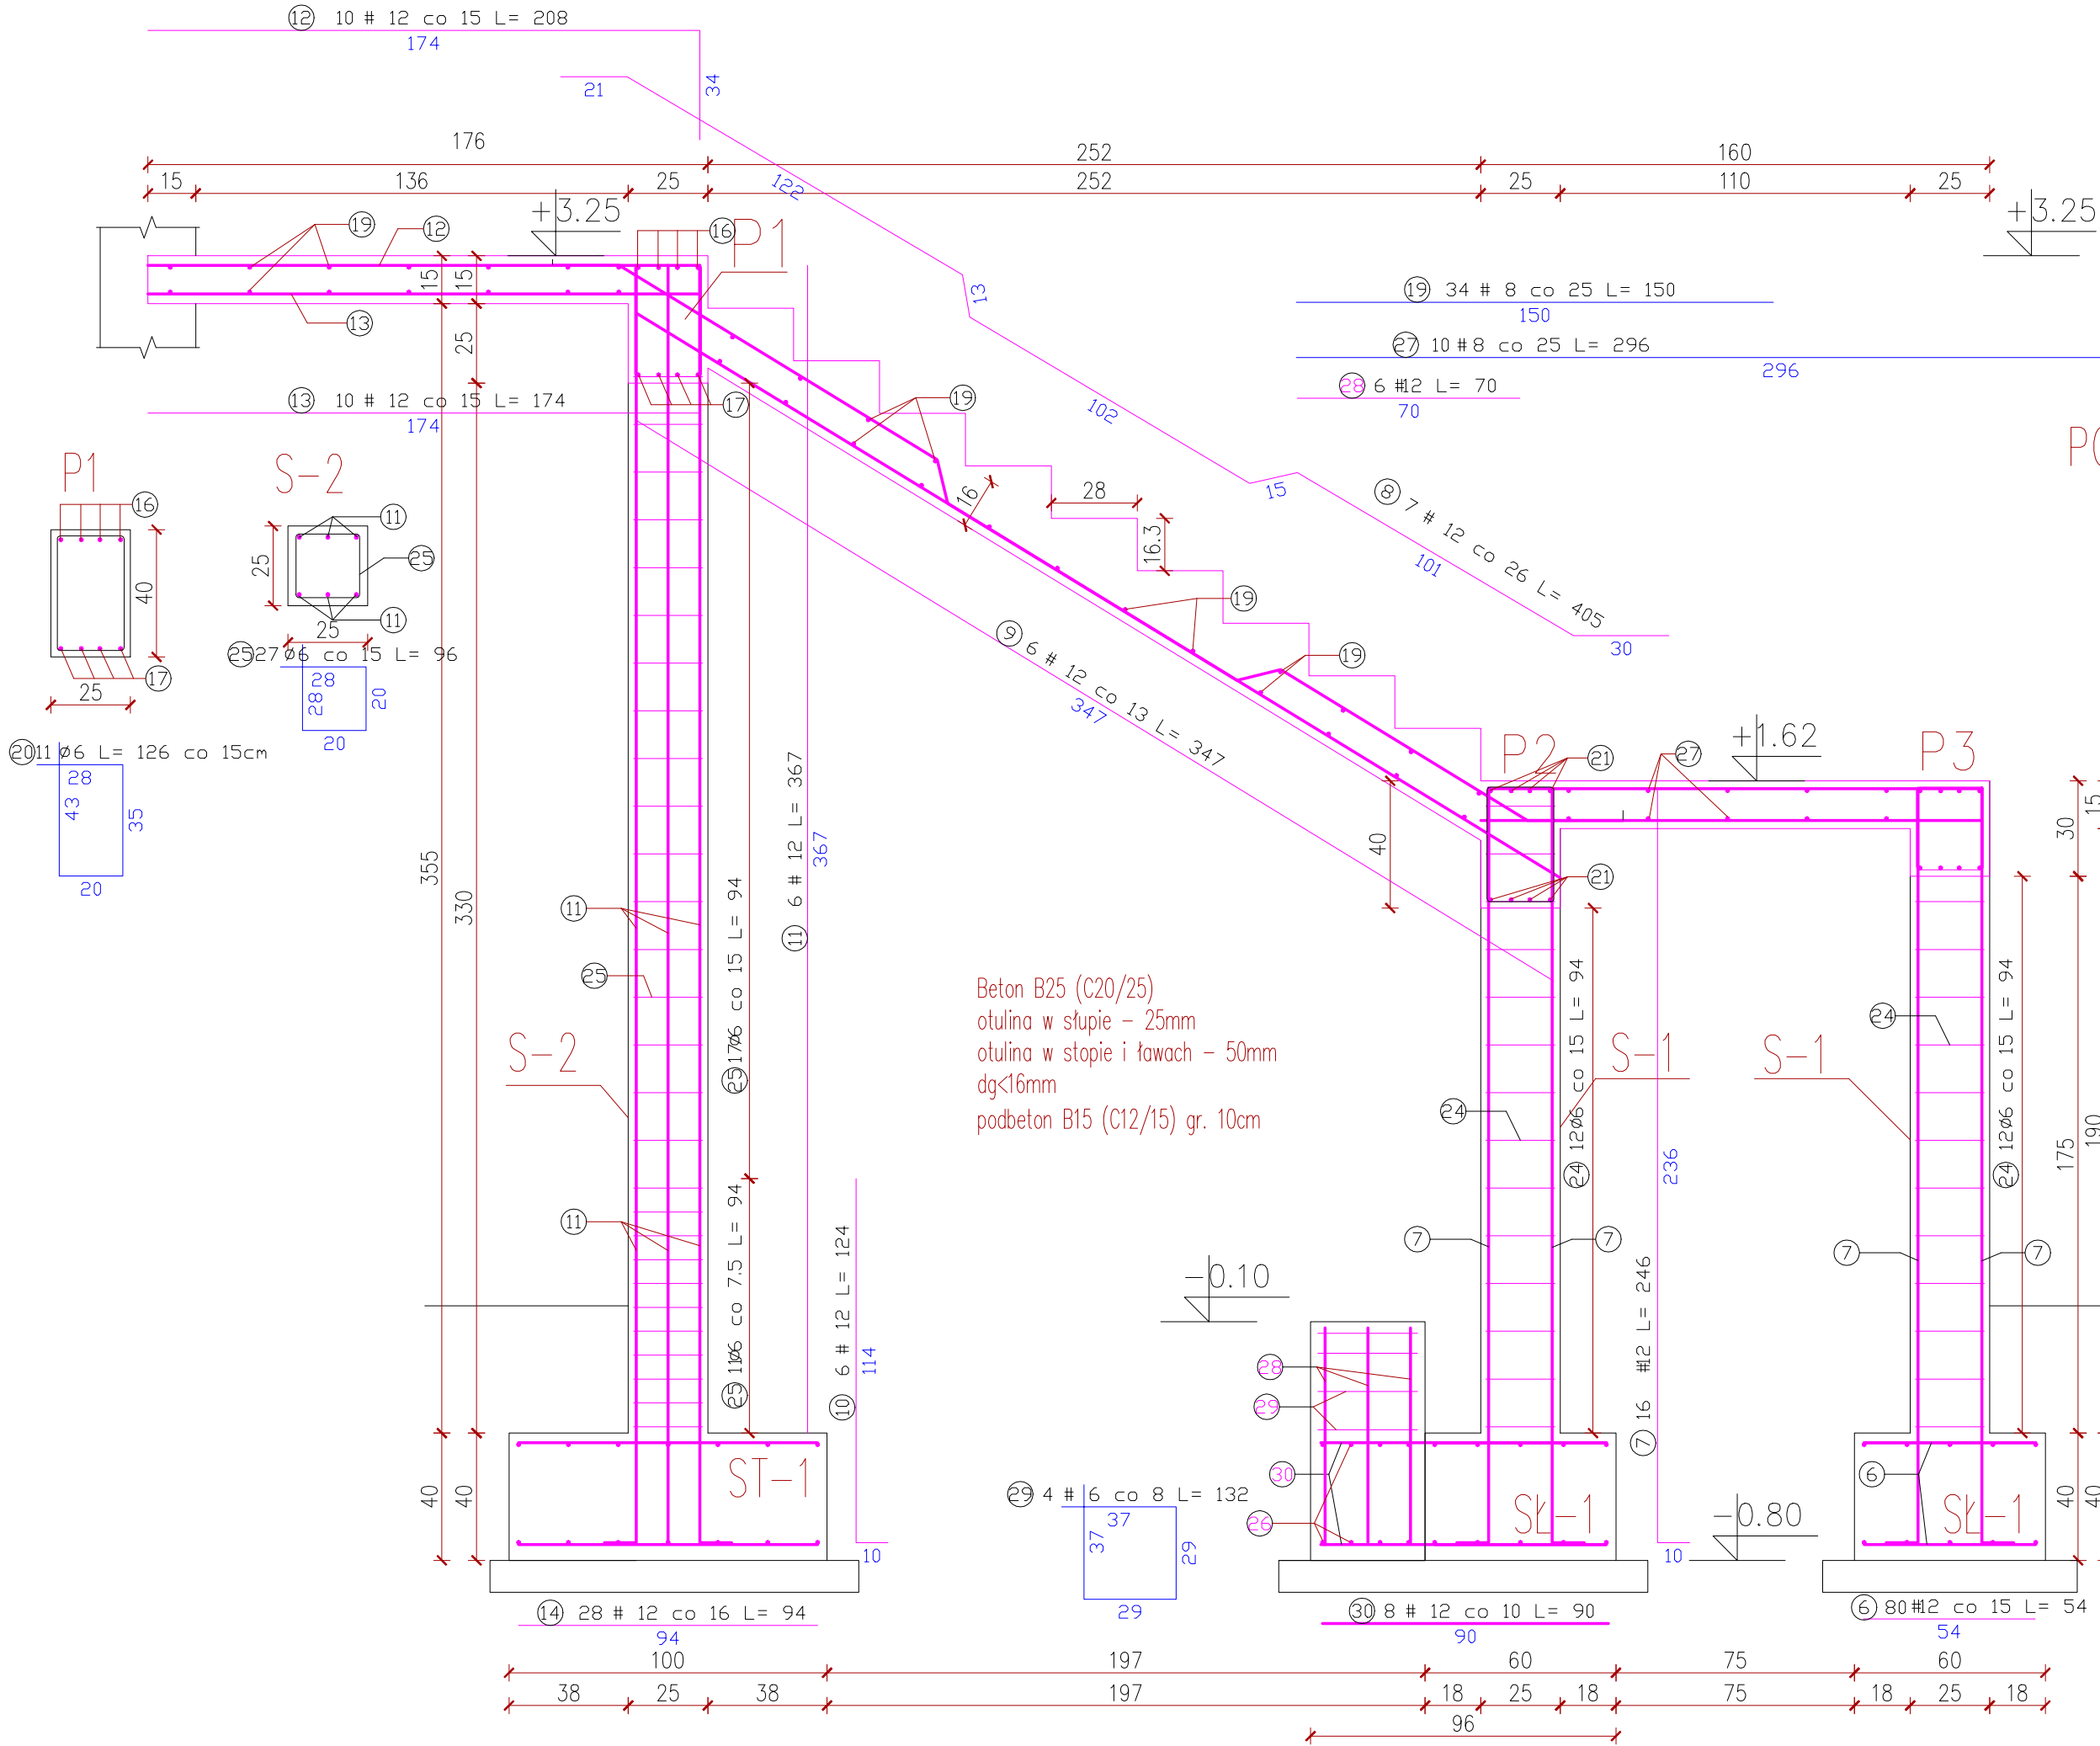 12 10 # 12 co 15 L= 208
174
34
21
122
13
102
15
101
30
8 7 # 12 co 26 L= 405
176 252 160
15 136 25 252 25 110 25
+3.25 +3.25
19 12 16 P1
13 17
15 15
25
19 34 # 8 co 25 L= 150
150
27 10#8 co 25 L= 296
296
28 6 #12 L= 70
70
13 10 # 12 co 15 L= 174
174
P1
16
40
17
25
S-2
11
25
25
11
25
25 27 ø6 co 15 L= 96
28
28
20
20
20 11 ø6 L= 126 co 15cm
28
43
35
20
19
16
28
16.3
19
19
9 6 # 12 co 13 L= 347
347
P2 21 27 +1.62 P3
21
40
30
15
355
330
11 6 # 12 L= 367
367
11
25
25 17ø6 co 15 L= 94
S-2
11
25 11ø6 co 7.5 L= 94
10 6 # 12 L= 124
114
10
Beton B25 (C20/25)
otulina w słupie - 25mm
otulina w stopie i ławach - 50mm
dg<16mm
podbeton B15 (C12/15) gr. 10cm
24 12ø6 co 15 L= 94
S-1
24
7 7
7 16 #12 L= 246
236
10
S-1
24
24 12ø6 co 15 L= 94
7 7
175
190
-0.10
28
29
30
26
40 40
ST-1
SŁ-1
-0.80
6
SŁ-1
40 40
29 4 # 6 co 8 L= 132
37
37
29
29
14 28 # 12 co 16 L= 94
94
30 8 # 12 co 10 L= 90
90
6 80#12 co 15 L= 54
54
100 197 60 75 60
38 25 38 197 18 25 18 75 18 25 18
96